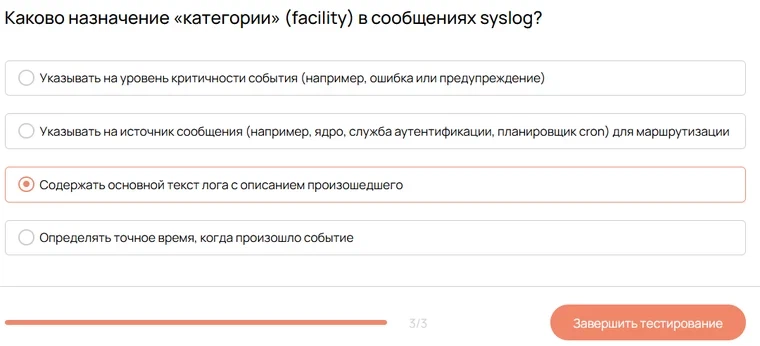 Каково назначение «категории» (facility) в сообщениях syslog?
Указывать на уровень критичности события (например, ошибка или предупреждение)
Указывать на источник сообщения (например, ядро, служба аутентификации, планировщик cron) для маршрутизации
Содержать основной текст лога с описанием произошедшего
Определять точное время, когда произошло событие
3/3
Завершить тестирование